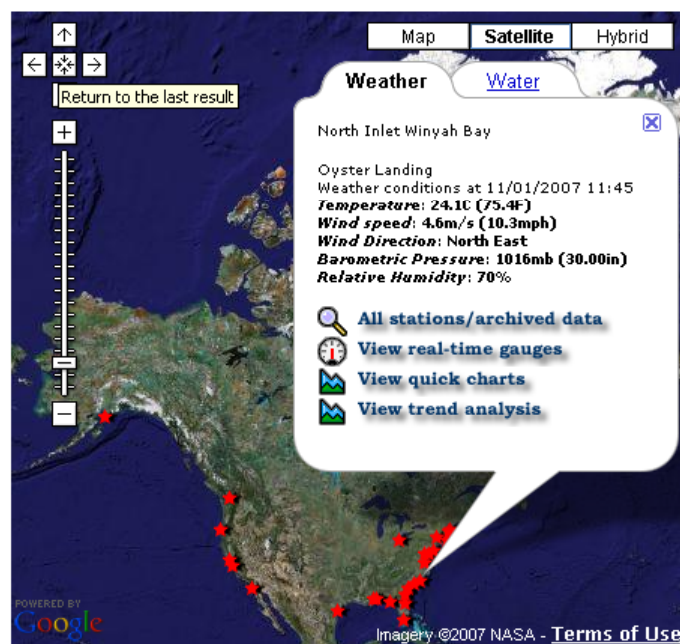 Map Satellite Hybrid
Return to the last result
Weather Water
North Inlet Winyah Bay
Oyster Landing
Weather conditions at 11/01/2007 11:45
Temperature: 24.1C (75.4F)
Wind speed: 4.6m/s (10.3mph)
Wind Direction: North East
Barometric Pressure: 1016mb (30.00in)
Relative Humidity: 70%
All stations/archived data
View real-time gauges
View quick charts
View trend analysis
POWERED BY
Google
Imagery ©2007 NASA - Terms of Use